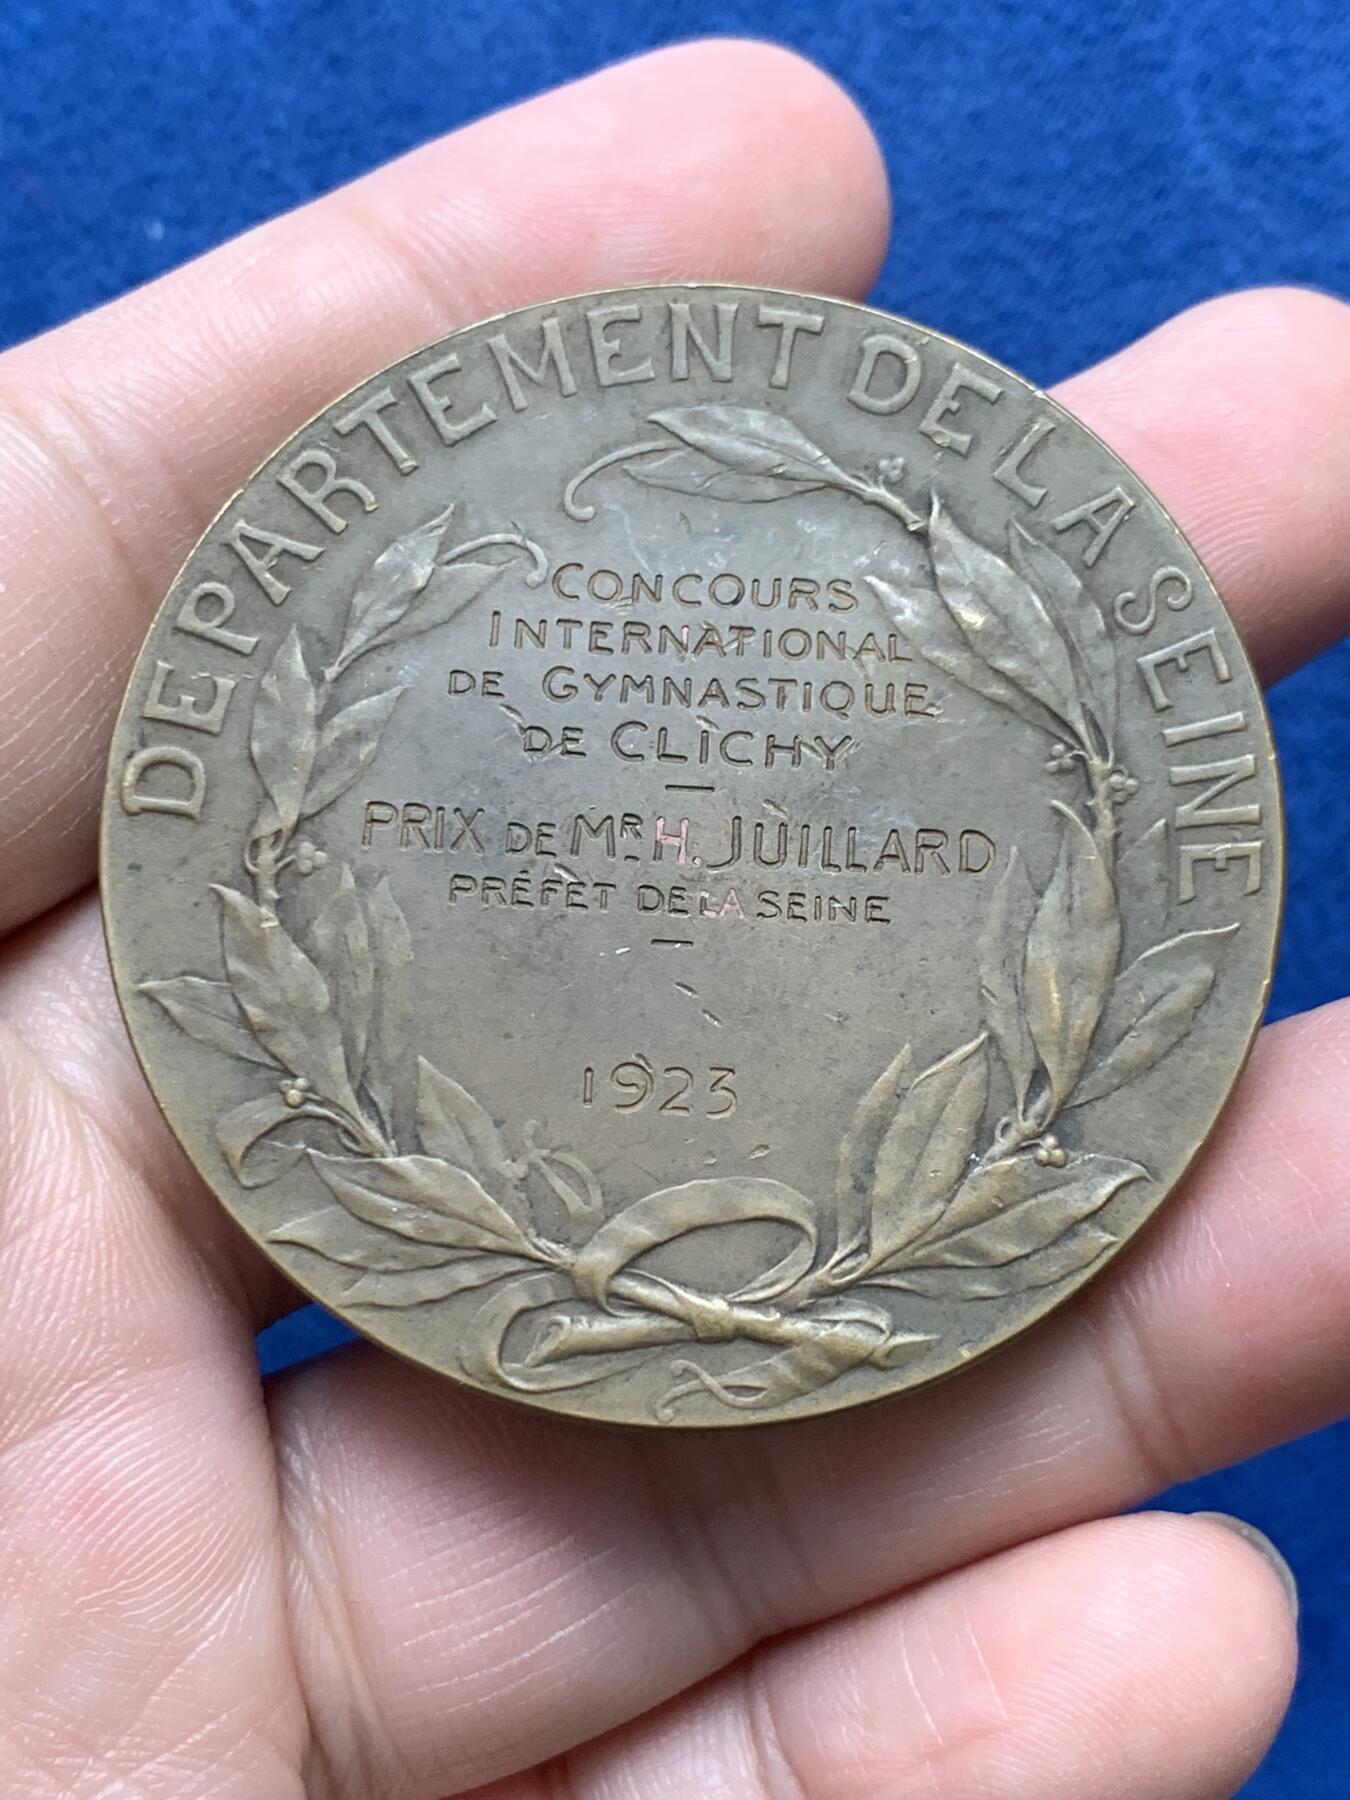 DEPARTEMENT DE LA SEINE
CONCOURS
INTERNATIONAL
DE GYMNASTIQUE
DE CLICHY
—
PRIX DE MR. H. JUILLARD
PRÉFET DE LA SEINE
—
1923